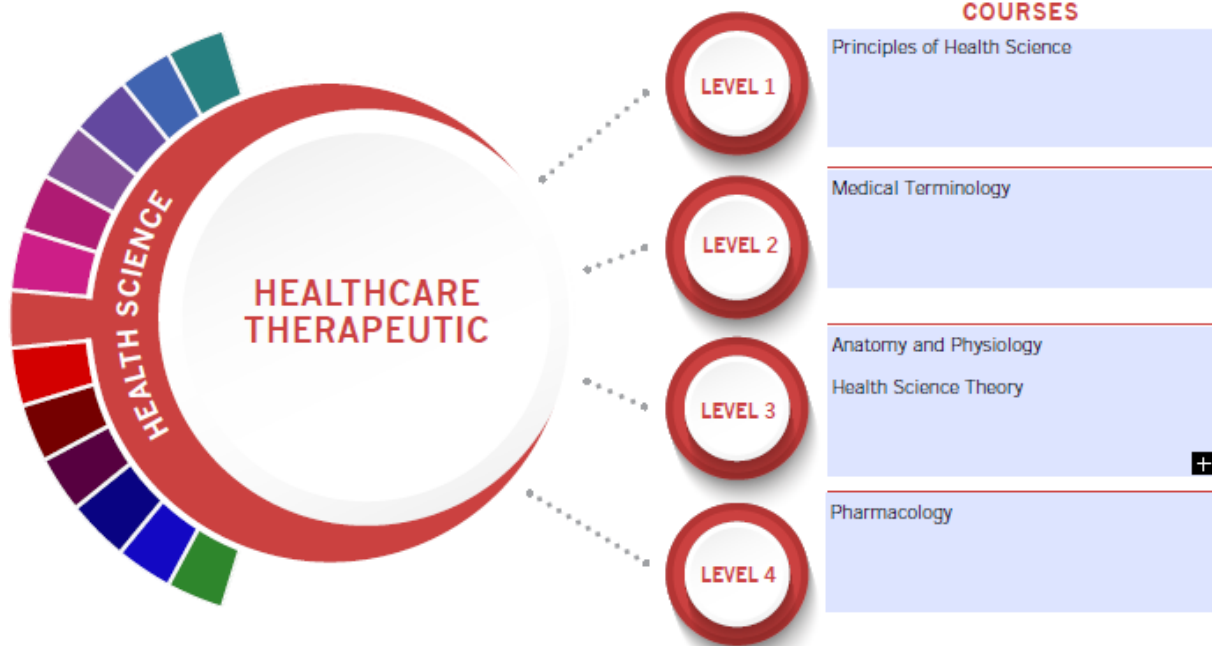 COURSES
HEALTH SCIENCE
HEALTHCARE
THERAPEUTIC
LEVEL 1
Principles of Health Science
LEVEL 2
Medical Terminology
LEVEL 3
Anatomy and Physiology
Health Science Theory
LEVEL 4
Pharmacology